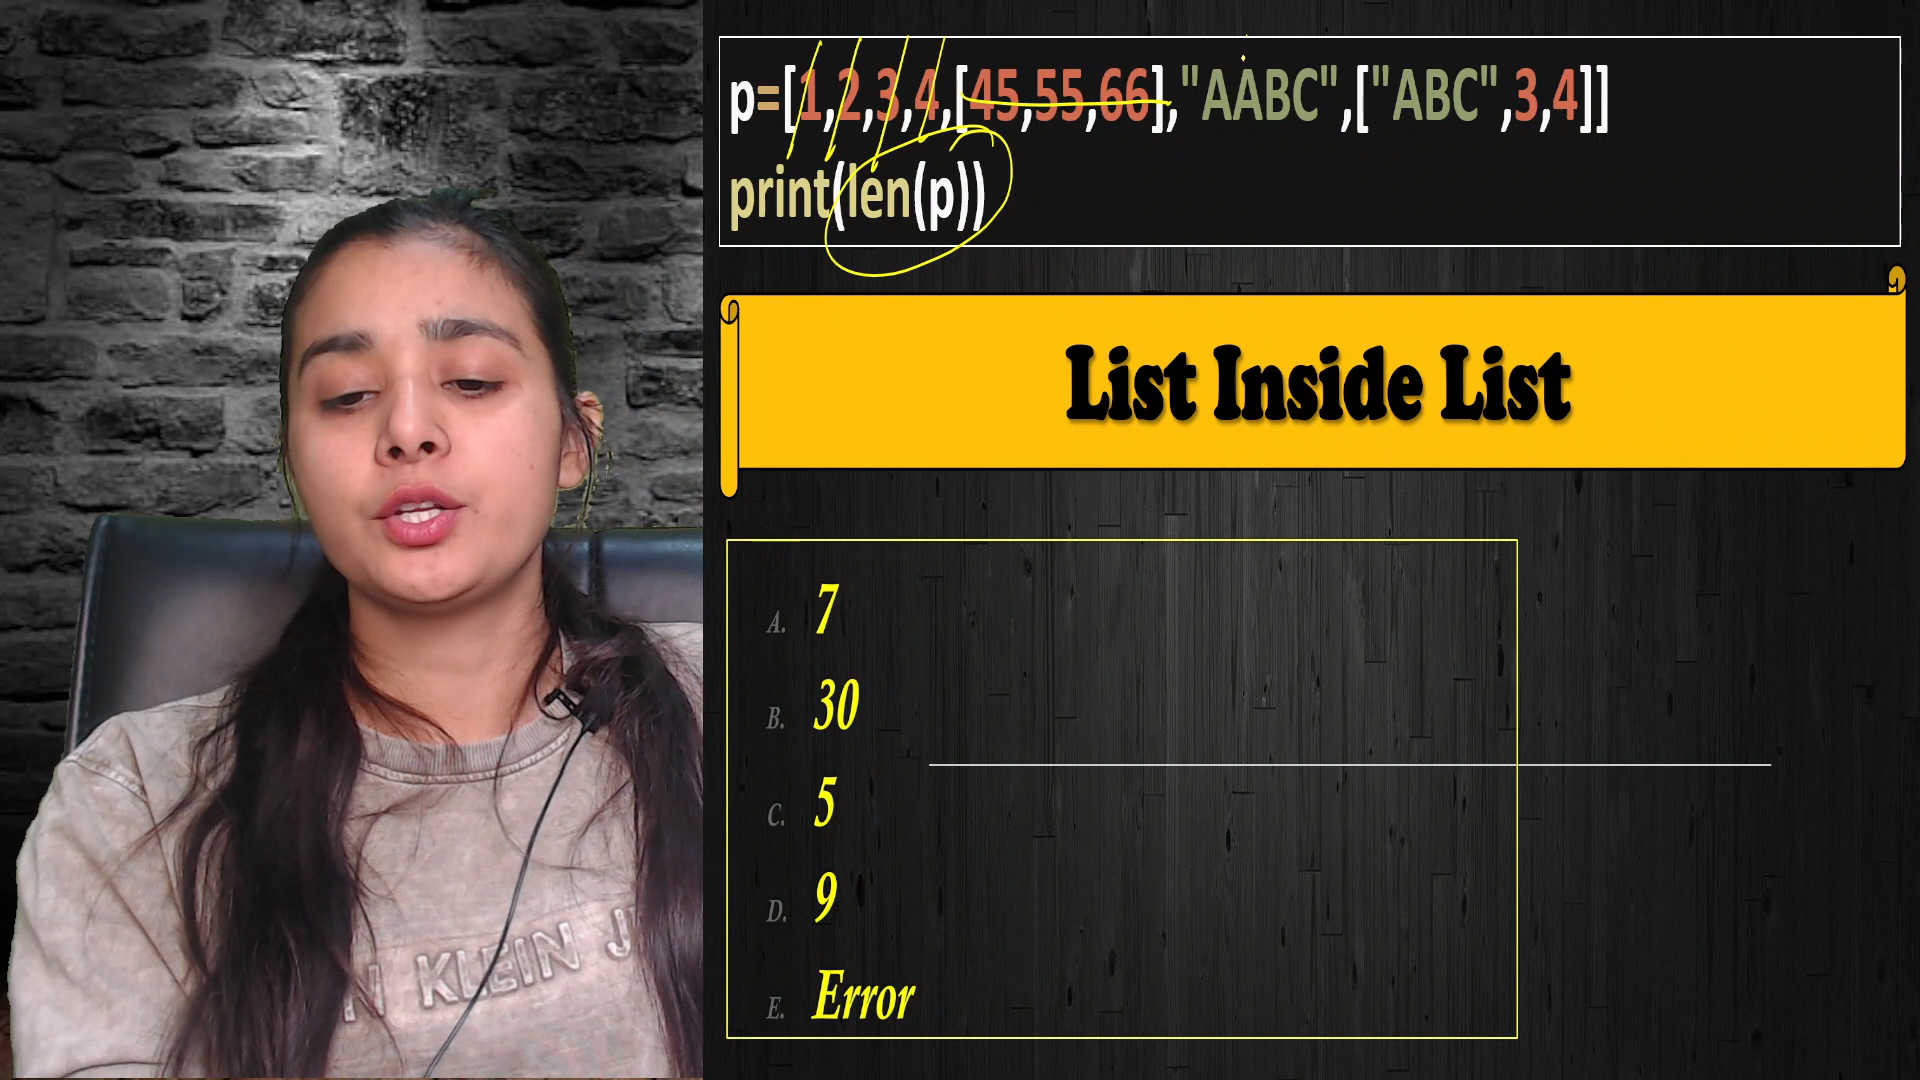 p=[1,2,3,4,[45,55,66],"AABC",["ABC",3,4]]
print(len(p))
List Inside List
A. 7
B. 30
C. 5
D. 9
E. Error
N KLEIN J